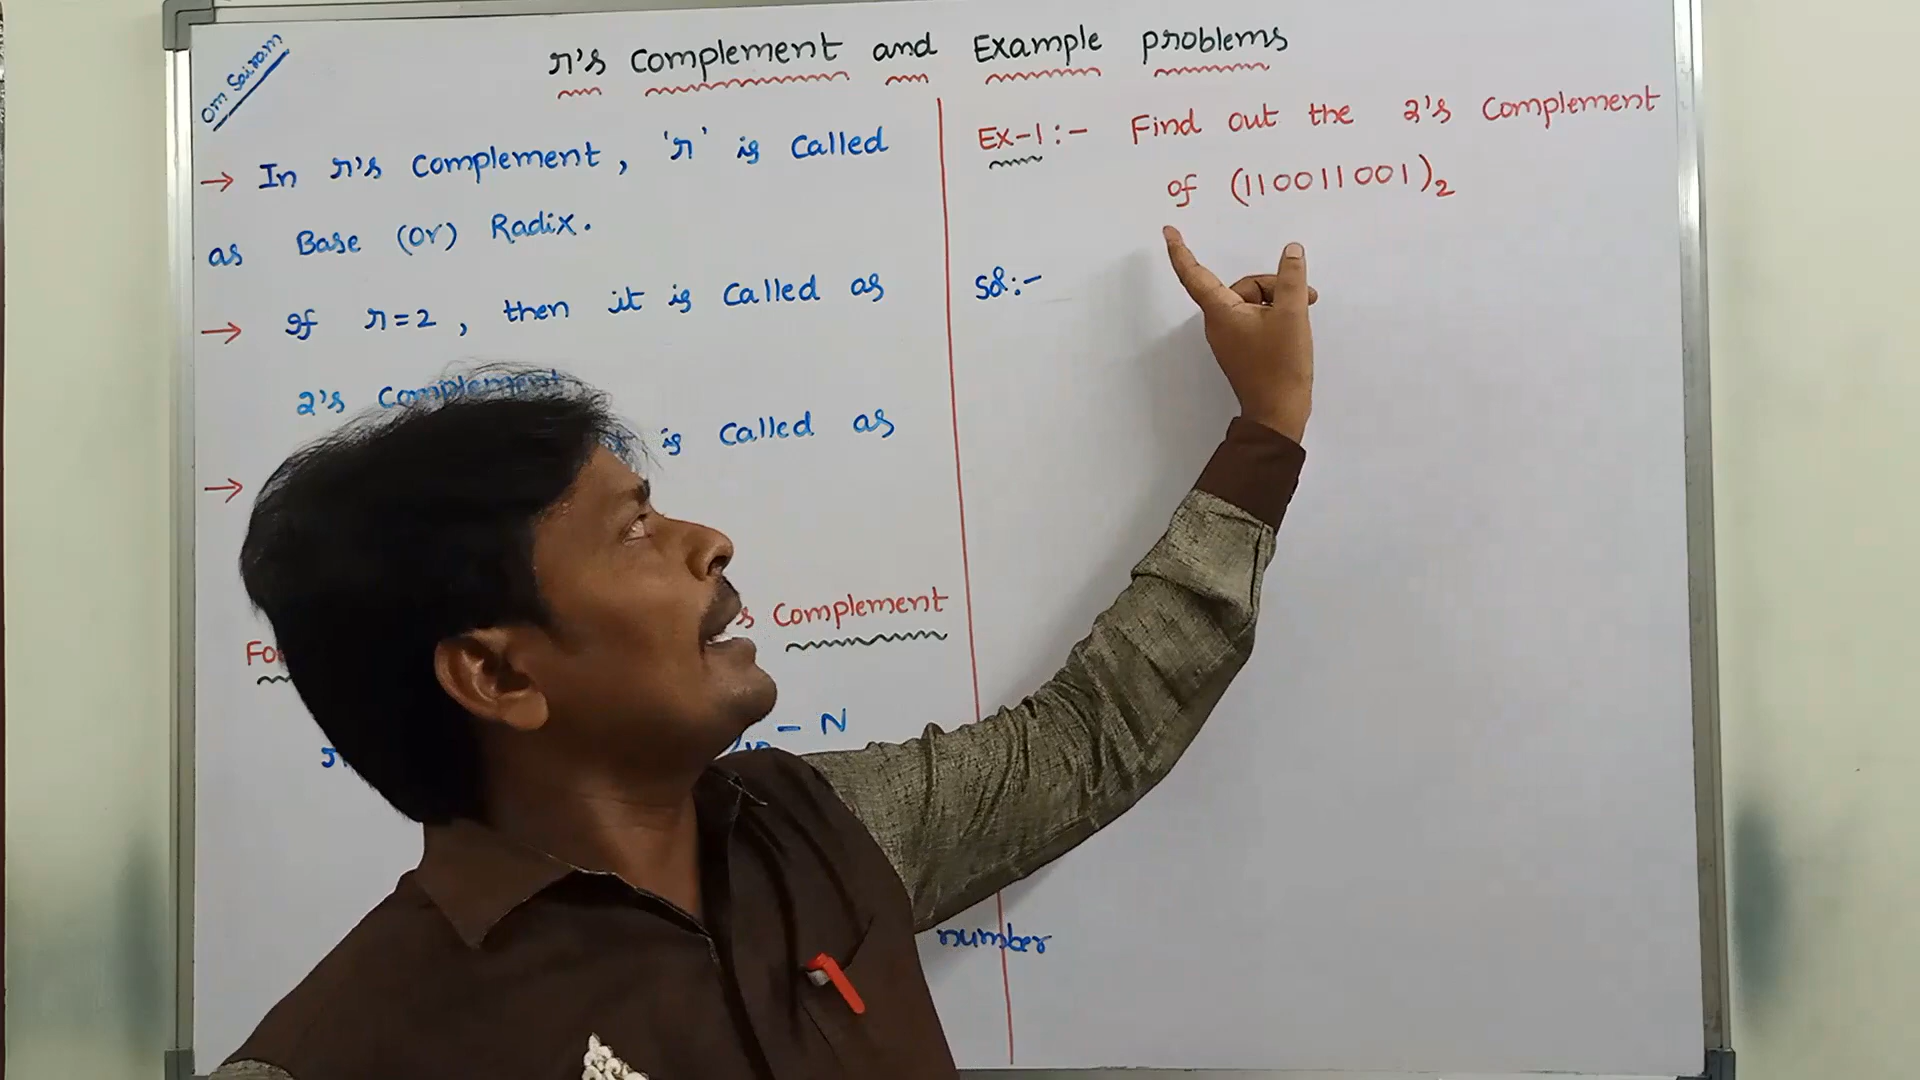 Om Sairam
r's complement and Example problems
→ In r's complement, 'r' is called
as Base (or) Radix.
→ If r=2, then it is called as
2's complement
→ is called as
s Complement
- N
number
Ex-1:- Find out the 2's complement
of (110011001)₂
Sol:-